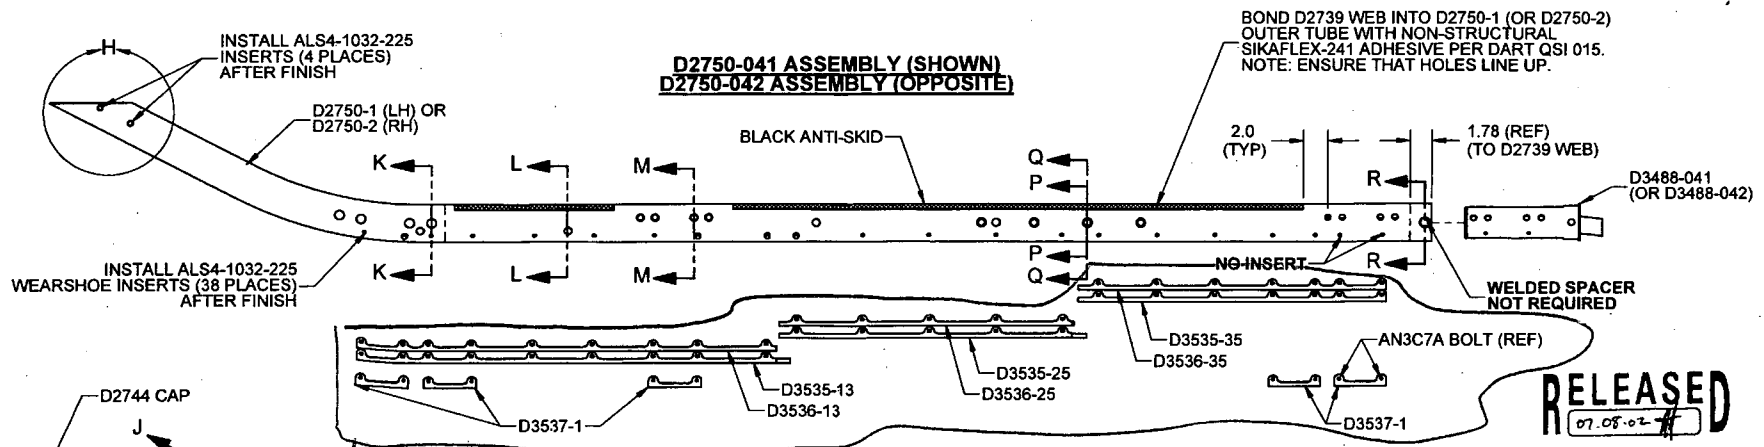 INSTALL ALS4-1032-225
INSERTS (4 PLACES)
AFTER FINISH
H
D2750-1 (LH) OR
D2750-2 (RH)
D2750-041 ASSEMBLY (SHOWN)
D2750-042 ASSEMBLY (OPPOSITE)
BOND D2739 WEB INTO D2750-1 (OR D2750-2)
OUTER TUBE WITH NON-STRUCTURAL
SIKAFLEX-241 ADHESIVE PER DART QSI 015.
NOTE: ENSURE THAT HOLES LINE UP.
BLACK ANTI-SKID
2.0
(TYP)
1.78 (REF)
(TO D2739 WEB)
D3488-041
(OR D3488-042)
K
L
M
Q
P
R
K
L
M
P
Q
R
INSTALL ALS4-1032-225
WEARSHOE INSERTS (38 PLACES)
AFTER FINISH
NO INSERT
WELDED SPACER
NOT REQUIRED
D3535-35
D3536-35
AN3C7A BOLT (REF)
D3535-25
D3536-25
D3535-13
D3536-13
D3537-1
D3537-1
D2744 CAP
J
RELEASED
07.08.02